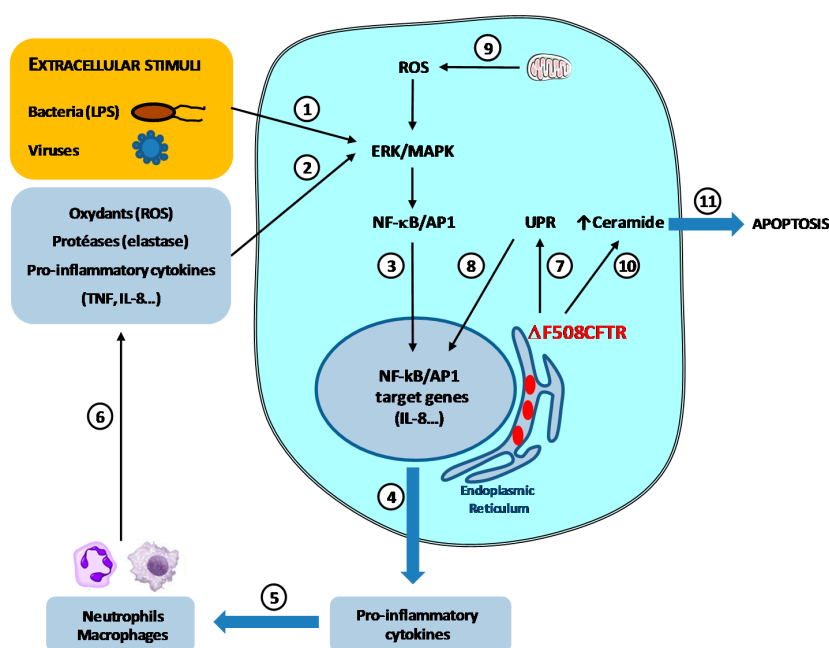 EXTRACELLULAR STIMULI
Bacteria (LPS)
Viruses
Oxydants (ROS)
Protéases (elastase)
Pro-inflammatory cytokines
(TNF, IL-8...)
1
2
9
ROS
ERK/MAPK
NF-κB/AP1
UPR
↑Ceramide
11
APOPTOSIS
3
8
7
10
ΔF508CFTR
NF-kB/AP1
target genes
(IL-8...)
Endoplasmic
Reticulum
6
4
5
Neutrophils
Macrophages
Pro-inflammatory
cytokines